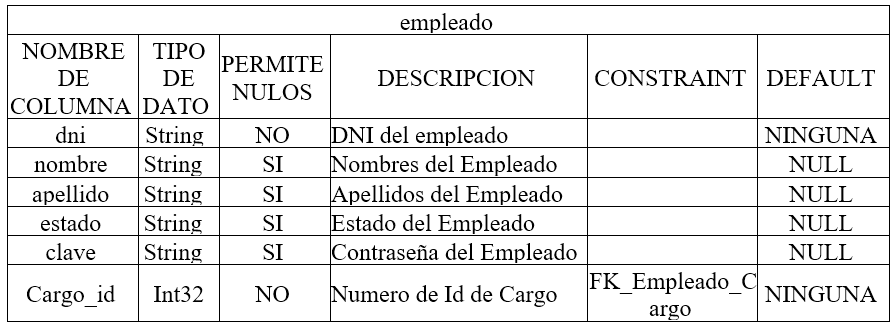 empleado
NOMBRE DE COLUMNA TIPO DE DATO PERMITE NULOS DESCRIPCION CONSTRAINT DEFAULT
dni String NO DNI del empleado NINGUNA
nombre String SI Nombres del Empleado NULL
apellido String SI Apellidos del Empleado NULL
estado String SI Estado del Empleado NULL
clave String SI Contraseña del Empleado NULL
Cargo_id Int32 NO Numero de Id de Cargo FK_Empleado_Cargo NINGUNA